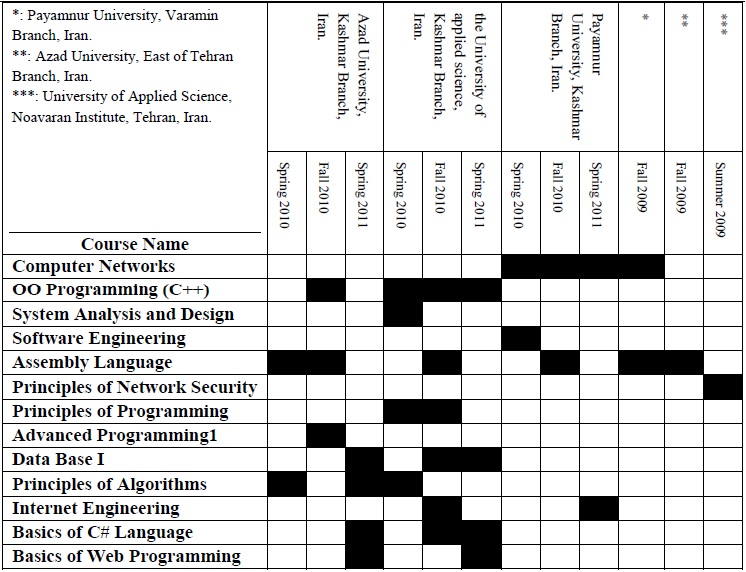 *: Payamnur University, Varamin
Branch, Iran.
**: Azad University, East of Tehran
Branch, Iran.
***: University of Applied Science,
Noavaran Institute, Tehran, Iran.
Azad University,
Kashmar Branch,
Iran.
the University of
applied science,
Kashmar Branch,
Iran.
Payamnur
University, Kashmar
Branch, Iran.
*
**
***
Spring 2010
Fall 2010
Spring 2011
Spring 2010
Fall 2010
Spring 2011
Spring 2010
Fall 2010
Spring 2011
Fall 2009
Fall 2009
Summer 2009
Course Name
Computer Networks
OO Programming (C++)
System Analysis and Design
Software Engineering
Assembly Language
Principles of Network Security
Principles of Programming
Advanced Programming1
Data Base I
Principles of Algorithms
Internet Engineering
Basics of C# Language
Basics of Web Programming